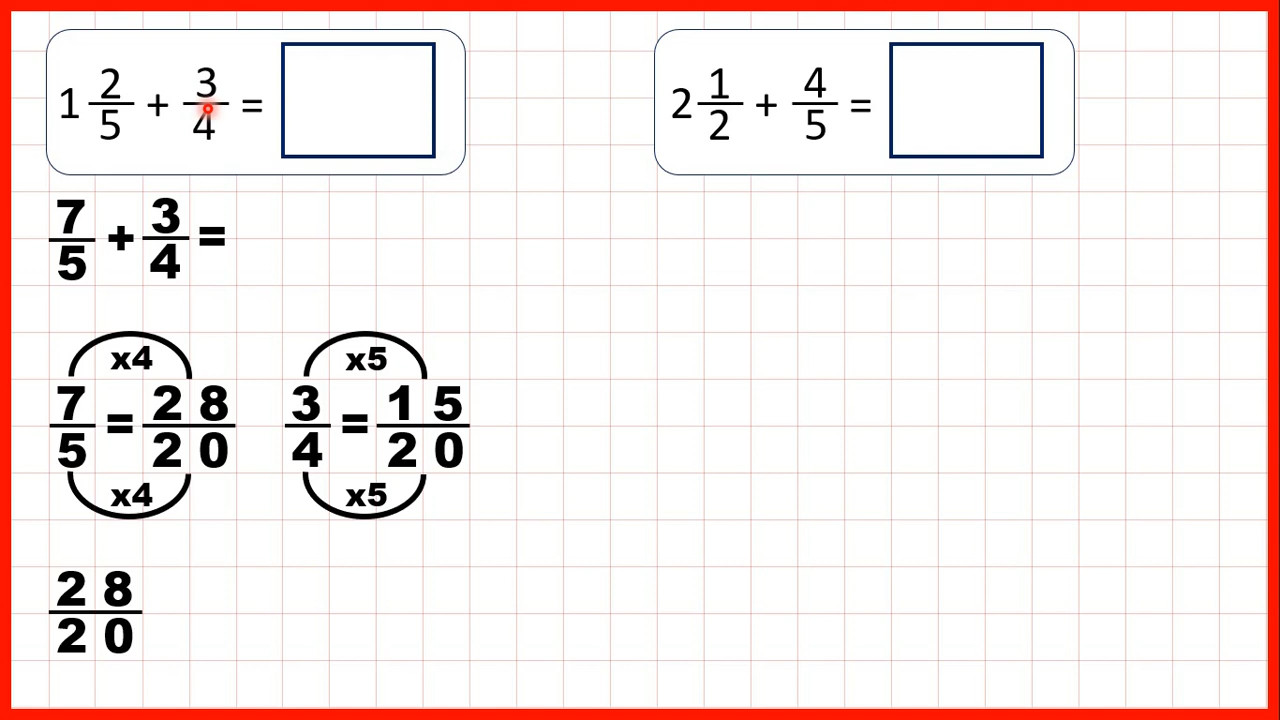 1 2/5 + 3/4 =
2 1/2 + 4/5 =
7/5 + 3/4 =
x4 x5
7/5 = 28/20 3/4 = 15/20
x4 x5
28/20